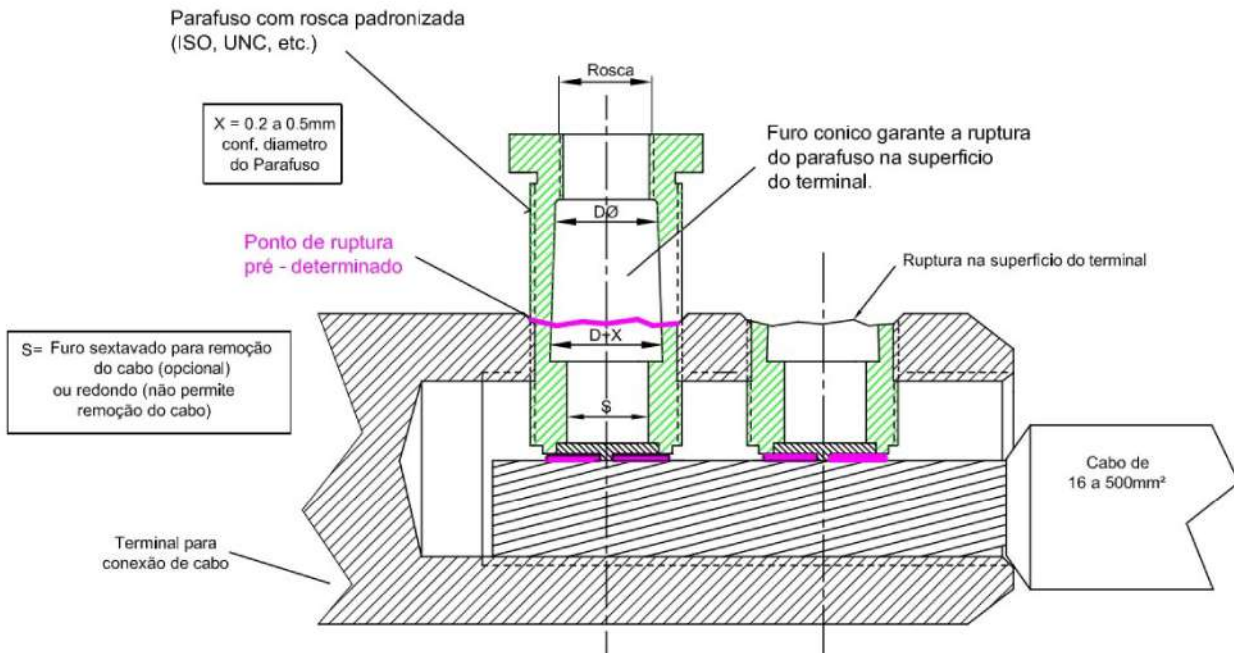 Parafuso com rosca padronizada
(ISO, UNC, etc.)
Rosca
X = 0.2 a 0.5mm
conf. diametro
do Parafuso
Furo conico garante a ruptura
do parafuso na superficio
do terminal.
DØ
Ponto de ruptura
pré - determinado
Ruptura na superficio do terminal
D+X
S= Furo sextavado para remoção
do cabo (opcional)
ou redondo (não permite
remoção do cabo)
S
Cabo de
16 a 500mm²
Terminal para
conexão de cabo